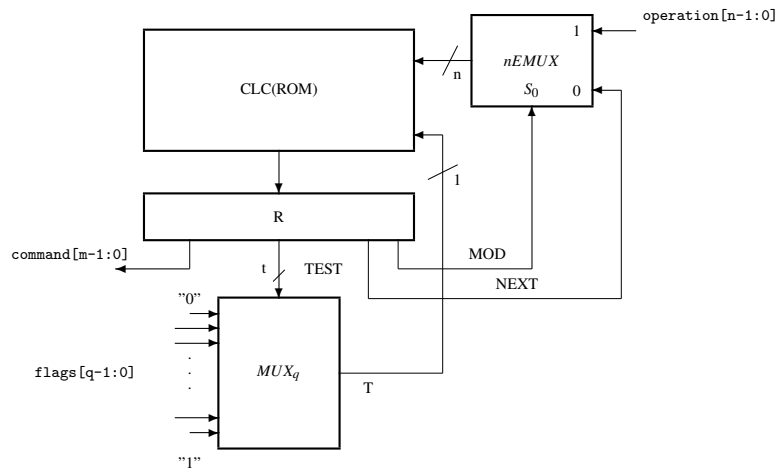 operation[n-1:0]
1
nEMUX
n
CLC(ROM)
S0
0
1
R
command[m-1:0]
MOD
t
TEST
NEXT
”0”
flags[q-1:0]
.
.
.
MUXq
T
”1”